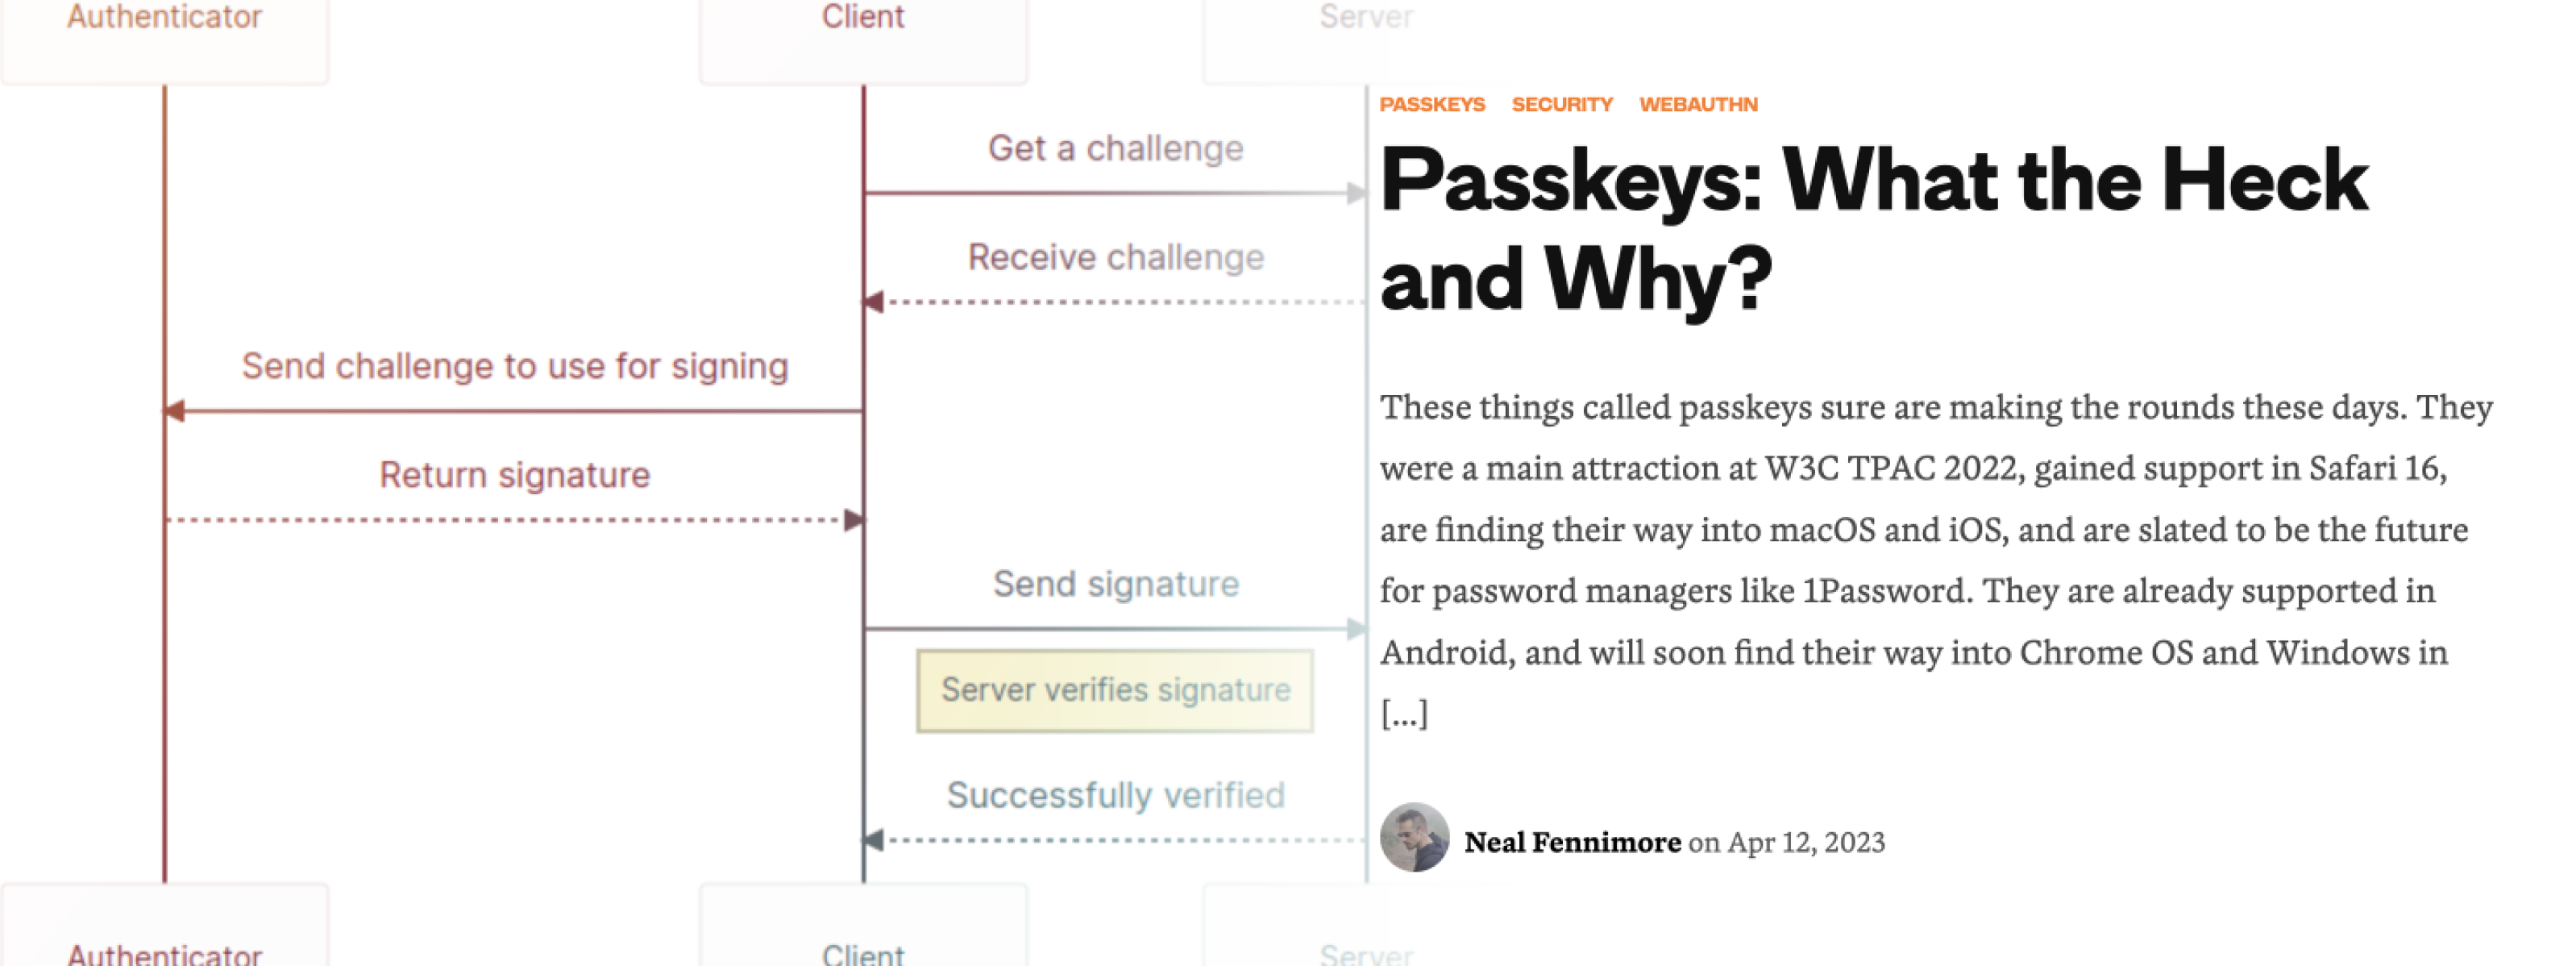 Authenticator Client Server
Get a challenge
Receive challenge
Send challenge to use for signing
Return signature
Send signature
Server verifies signature
Successfully verified
Authenticator Client Server
PASSKEYS SECURITY WEBAUTHN
Passkeys: What the Heck
and Why?
These things called passkeys sure are making the rounds these days. They
were a main attraction at W3C TPAC 2022, gained support in Safari 16,
are finding their way into macOS and iOS, and are slated to be the future
for password managers like 1Password. They are already supported in
Android, and will soon find their way into Chrome OS and Windows in
[…]
Neal Fennimore on Apr 12, 2023